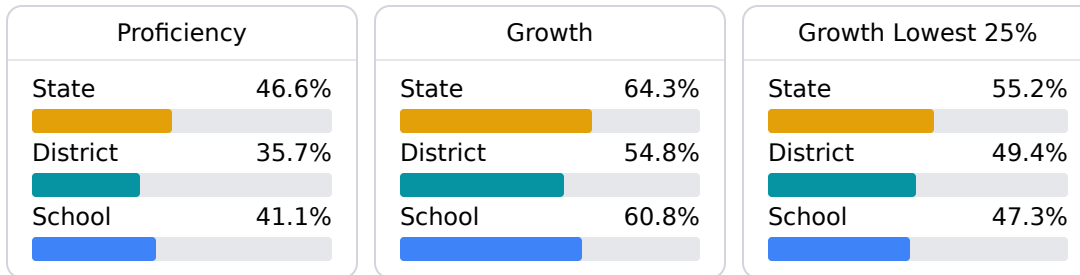 Proficiency
State 46.6%
District 35.7%
School 41.1%
Growth
State 64.3%
District 54.8%
School 60.8%
Growth Lowest 25%
State 55.2%
District 49.4%
School 47.3%